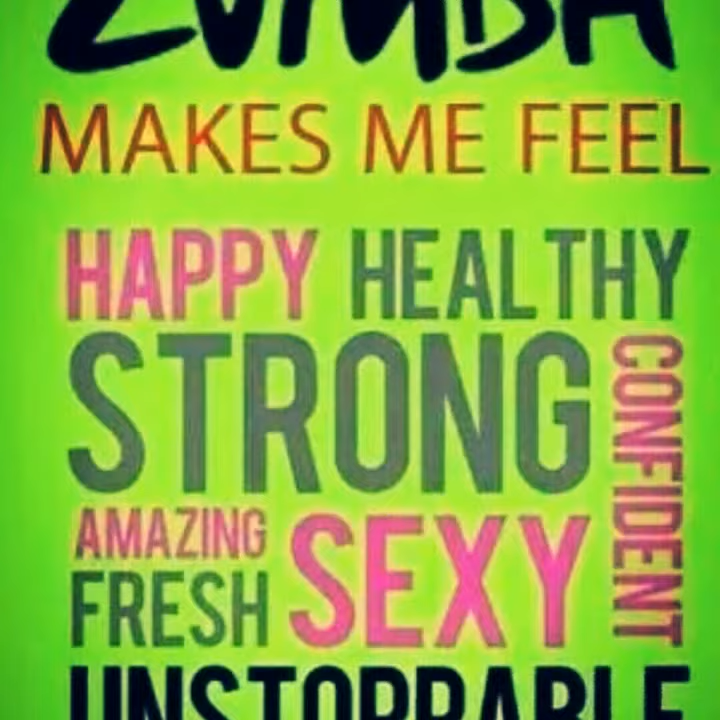 ZUMBA
MAKES ME FEEL
HAPPY HEALTHY
STRONG
CONFIDENT
AMAZING
SEXY
FRESH
UNSTOPPABLE